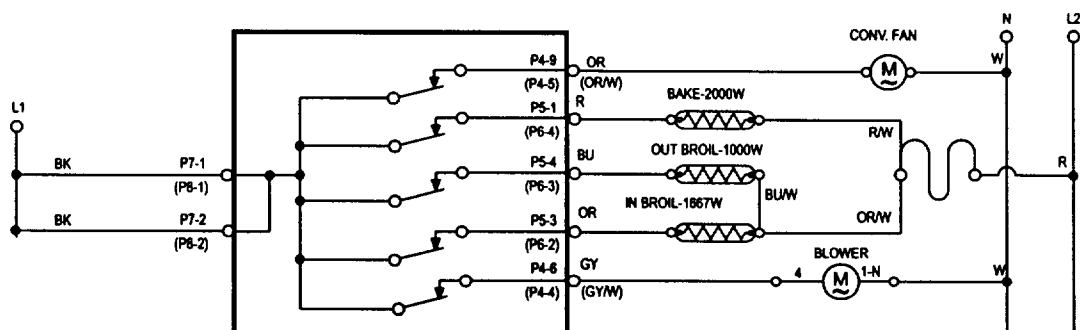 N
L2
CONV. FAN
W
P4-9
OR
(P4-5)
(OR/W)
M
L1
P5-1
R
BAKE-2000W
(P6-4)
R/W
P5-4
BU
OUT BROIL-1000W
BK
P7-1
(P8-1)
(P6-3)
BU/W
R
P5-3
OR
IN BROIL-1667W
OR/W
BK
P7-2
(P8-2)
(P6-2)
P4-6
GY
BLOWER
W
(P4-4)
(GY/W)
4
M
1-N